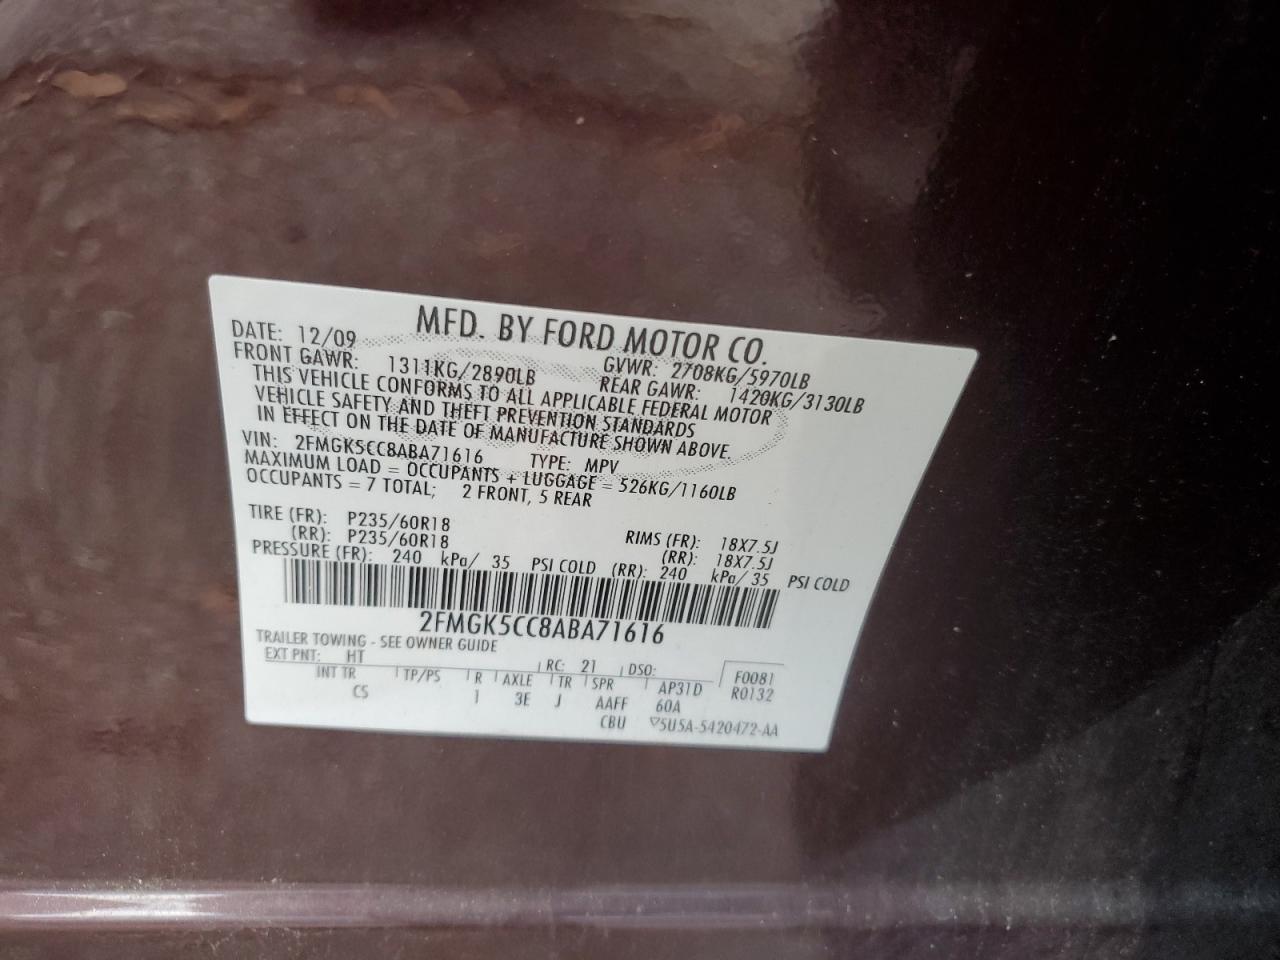 MFD. BY FORD MOTOR CO.
DATE: 12/09 GVWR: 2708KG/5970LB
FRONT GAWR: 1311KG/2890LB REAR GAWR: 1420KG/3130LB
THIS VEHICLE CONFORMS TO ALL APPLICABLE FEDERAL MOTOR
VEHICLE SAFETY AND THEFT PREVENTION STANDARDS
IN EFFECT ON THE DATE OF MANUFACTURE SHOWN ABOVE.
VIN: 2FMGK5CC8ABA71616 TYPE: MPV
MAXIMUM LOAD = OCCUPANTS + LUGGAGE = 526KG/1160LB
OCCUPANTS = 7 TOTAL; 2 FRONT, 5 REAR
TIRE (FR): P235/60R18 RIMS (FR): 18X7.5J
(RR): P235/60R18 (RR): 18X7.5J
PRESSURE (FR): 240 kPa/ 35 PSI COLD (RR): 240 kPa/ 35 PSI COLD
2FMGK5CC8ABA71616
TRAILER TOWING - SEE OWNER GUIDE
EXT PNT: HT RC: 21 DSO: F0081
INT TR TP/PS R AXLE TR SPR AP31D R0132
CS 1 3E J AAFF 60A
CBU ▽5U5A-5420472-AA